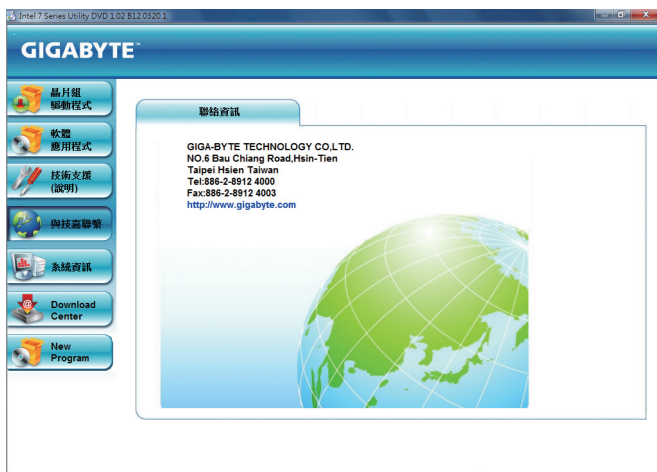 Intel 7 Series Utility DVD 1.02 B12.0320.1
GIGABYTE™
晶片組
驅動程式
軟體
應用程式
技術支援
(說明)
與技嘉聯繫
系統資訊
Download
Center
New
Program
聯絡資訊
GIGA-BYTE TECHNOLOGY CO,LTD.
NO.6 Bau Chiang Road,Hsin-Tien
Taipei Hsien Taiwan
Tel:886-2-8912 4000
Fax:886-2-8912 4003
http://www.gigabyte.com